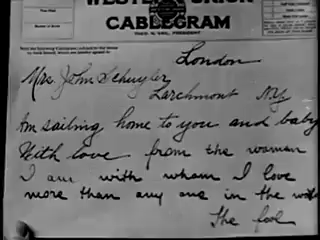 WESTERN UNION
CABLEGRAM
London
Mrs John Schuyler
Larchmont NY
Im sailing home to you and baby
With love from the woman
I am with whom I love
more than any one in the
The fool